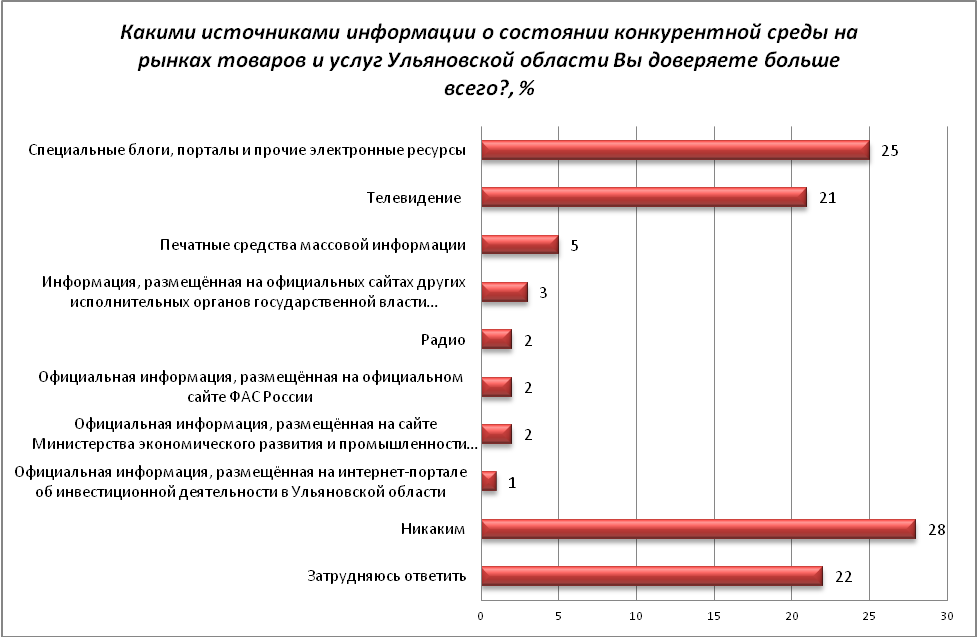 Какими источниками информации о состоянии конкурентной среды на
рынках товаров и услуг Ульяновской области Вы доверяете больше
всего?, %
Специальные блоги, порталы и прочие электронные ресурсы
25
Телевидение
21
Печатные средства массовой информации
5
Информация, размещённая на официальных сайтах других
исполнительных органов государственной власти...
3
Радио
2
Официальная информация, размещённая на официальном
сайте ФАС России
2
Официальная информация, размещённая на сайте
Министерства экономического развития и промышленности...
2
Официальная информация, размещённая на интернет-портале
об инвестиционной деятельности в Ульяновской области
1
Никаким
28
Затрудняюсь ответить
22
0 5 10 15 20 25 30